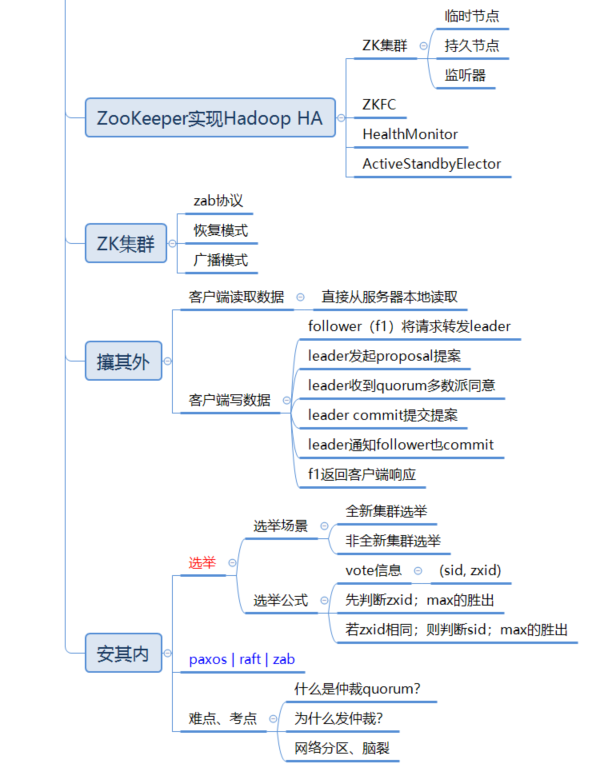 临时节点
ZK集群
持久节点
监听器
ZooKeeper实现Hadoop HA
ZKFC
HealthMonitor
ActiveStandbyElector
zab协议
ZK集群
恢复模式
广播模式
客户端读取数据
直接从服务器本地读取
攘其外
follower（f1）将请求转发leader
leader发起proposal提案
leader收到quorum多数派同意
客户端写数据
leader commit提交提案
leader通知follower也commit
f1返回客户端响应
选举
选举场景
全新集群选举
非全新集群选举
选举公式
vote信息
(sid, zxid)
先判断zxid；max的胜出
若zxid相同；则判断sid；max的胜出
安其内
paxos | raft | zab
难点、考点
什么是仲裁quorum?
为什么发仲裁?
网络分区、脑裂